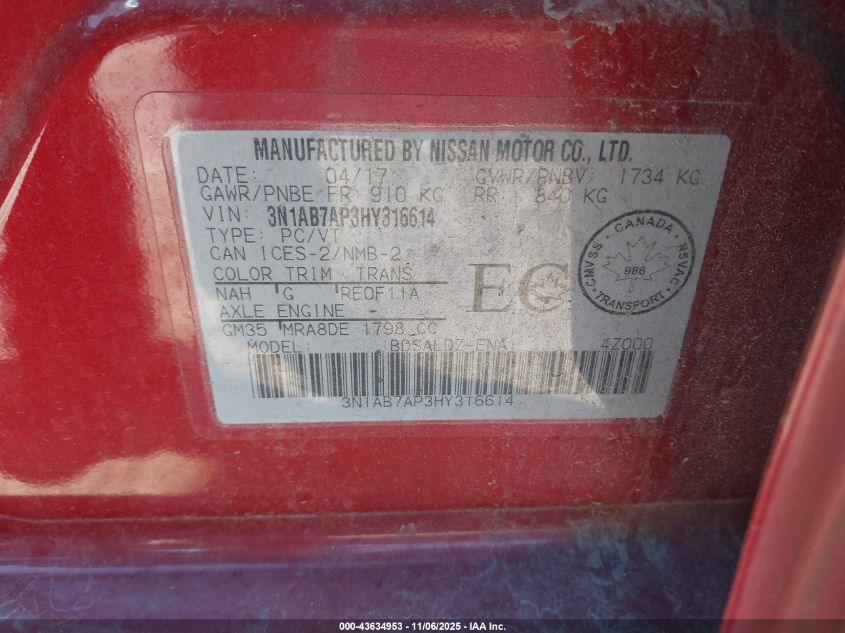 MANUFACTURED BY NISSAN MOTOR CO., LTD.
DATE: 04/17 GVWR/PNBV: 1734 KG
GAWR/PNBE FR 910 KG RR 840 KG
VIN: 3N1AB7AP3HY316614
TYPE: PC/VT
CAN ICES-2/NMB-2
COLOR TRIM TRANS
NAH G RE0F11A
AXLE ENGINE
GM35 MRA8DE 1798 CC
MODEL: BDSALDZ-ENA 4Z000
U
3N1AB7AP3HY316614
EC
CANADA
CMVSS NSVAC
986
TRANSPORT
000-43634953 - 11/06/2025 - IAA Inc.